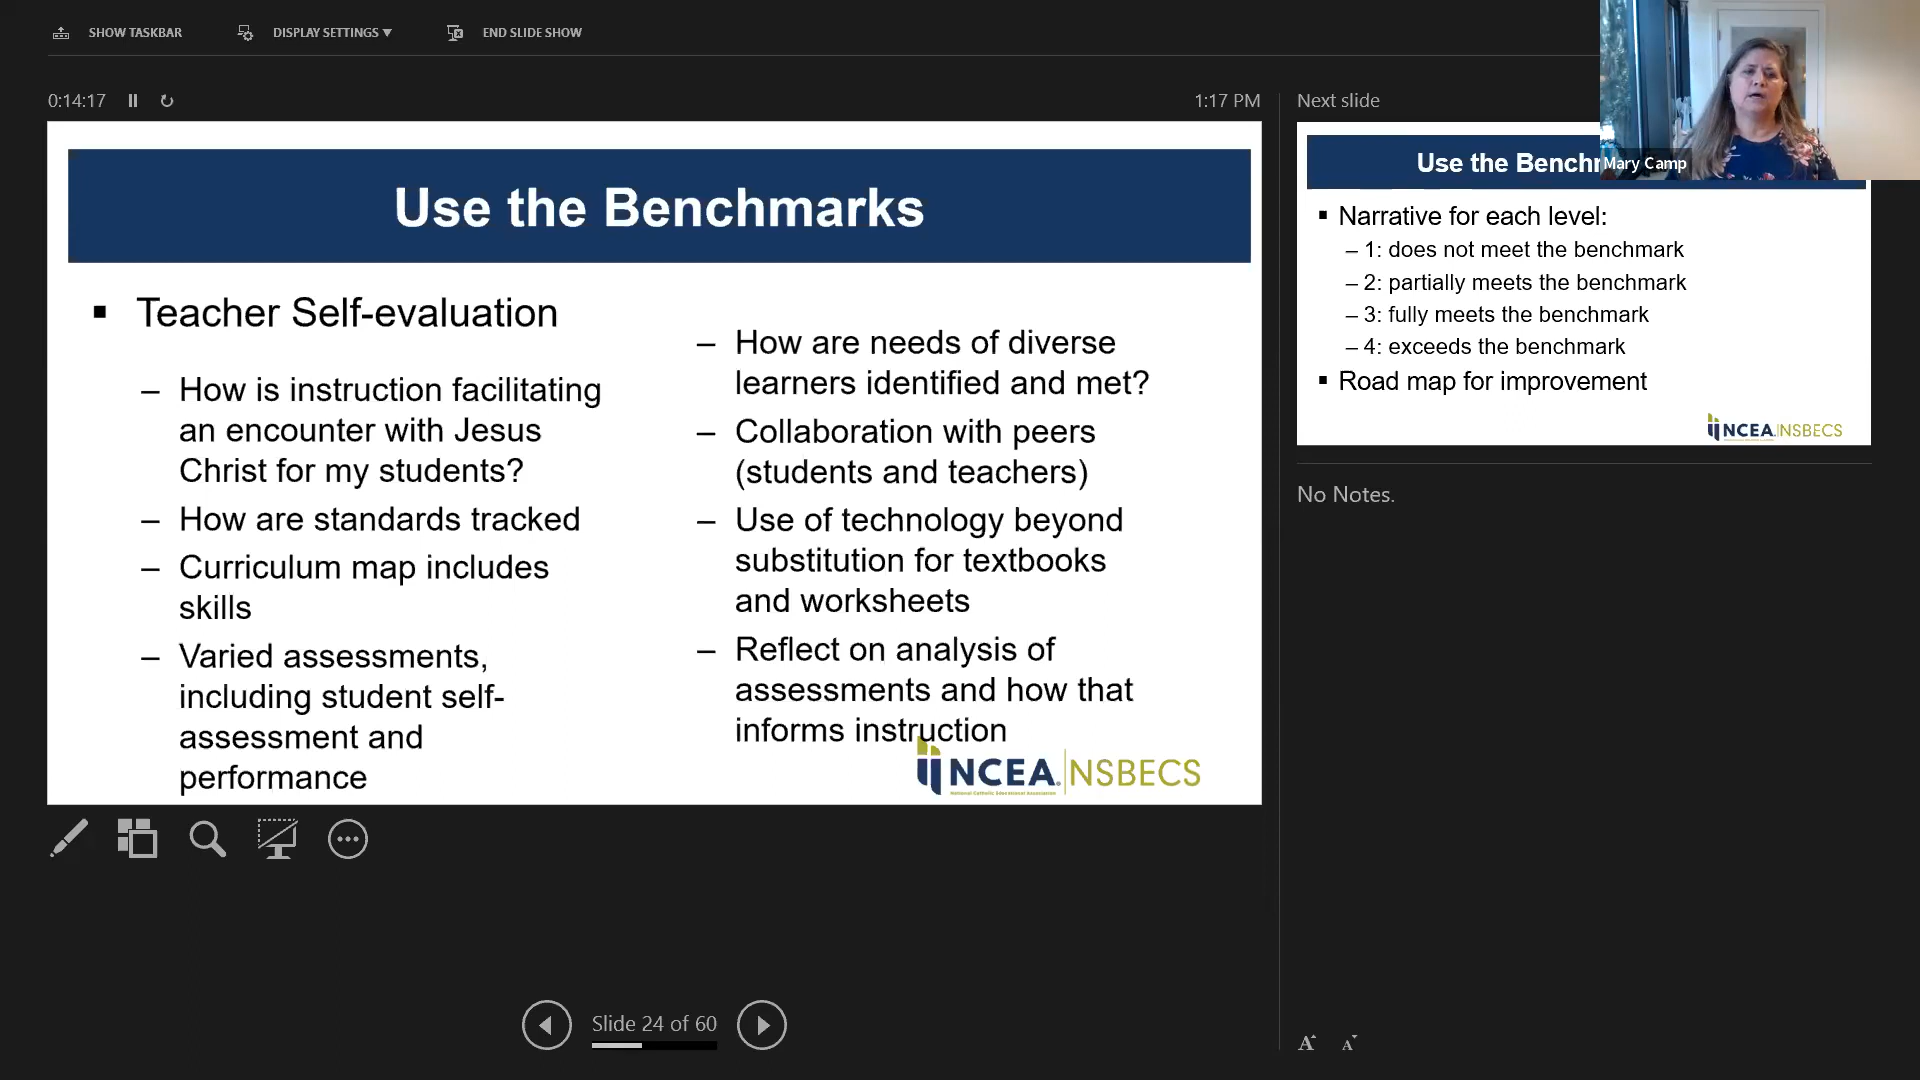 SHOW TASKBAR
DISPLAY SETTINGS ▼
END SLIDE SHOW
0:14:17
1:17 PM
Use the Benchmarks
▪ Teacher Self-evaluation
– How is instruction facilitating
an encounter with Jesus
Christ for my students?
– How are standards tracked
– Curriculum map includes
skills
– Varied assessments,
including student self-
assessment and
performance
– How are needs of diverse
learners identified and met?
– Collaboration with peers
(students and teachers)
– Use of technology beyond
substitution for textbooks
and worksheets
– Reflect on analysis of
assessments and how that
informs instruction
NCEA. NSBECS
National Catholic Educational Association
Slide 24 of 60
Next slide
Mary Camp
Use the Bench
▪ Narrative for each level:
– 1: does not meet the benchmark
– 2: partially meets the benchmark
– 3: fully meets the benchmark
– 4: exceeds the benchmark
▪ Road map for improvement
NCEA. NSBECS
No Notes.
A A